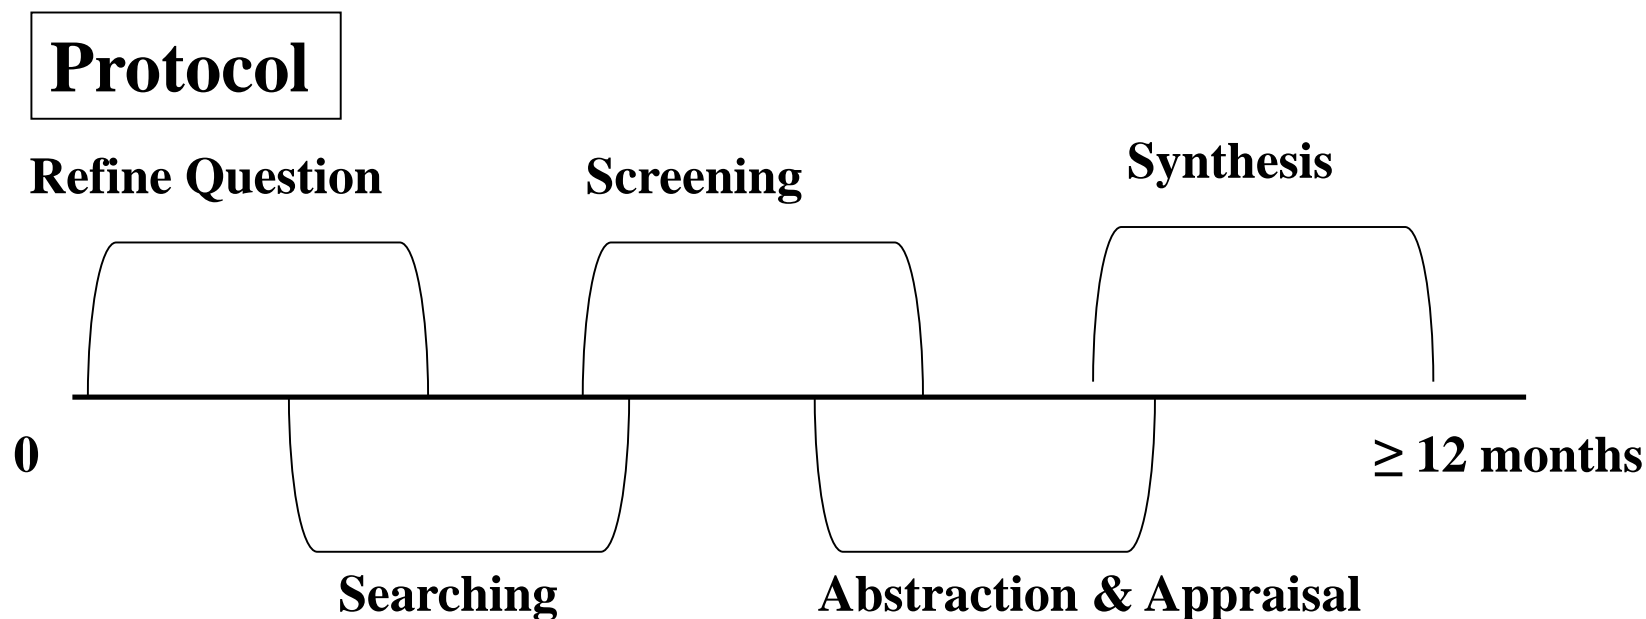 Protocol
Refine Question
Screening
Synthesis
0
≥ 12 months
Searching
Abstraction & Appraisal